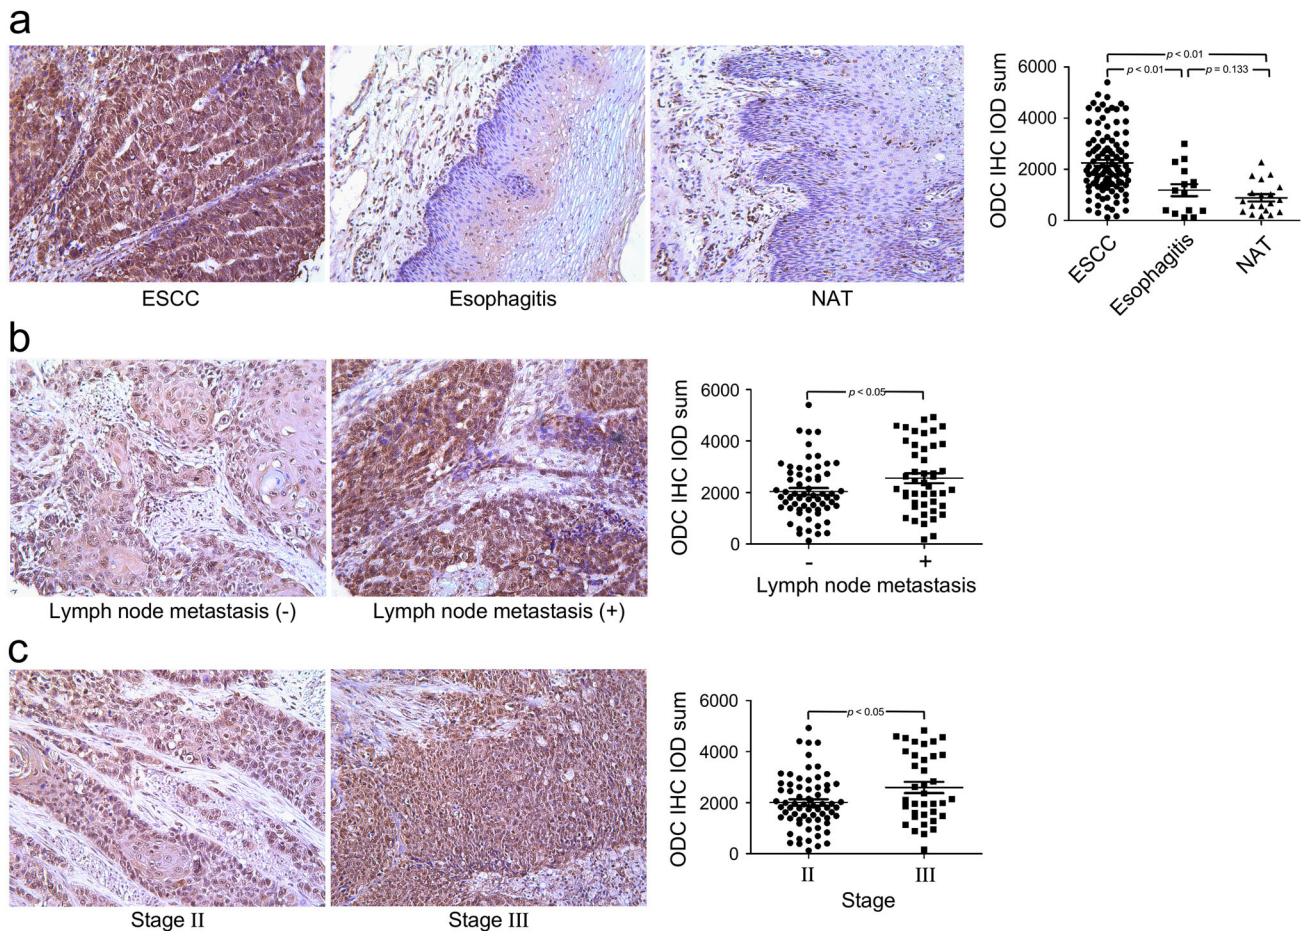 a
ESCC
Esophagitis
NAT
ODC IHC IOD sum
6000
4000
2000
0
p < 0.01
p < 0.01
p = 0.133
ESCC
Esophagitis
NAT
b
Lymph node metastasis (-)
Lymph node metastasis (+)
ODC IHC IOD sum
6000
4000
2000
0
p < 0.05
-
+
Lymph node metastasis
c
Stage II
Stage III
ODC IHC IOD sum
6000
4000
2000
0
p < 0.05
II
III
Stage